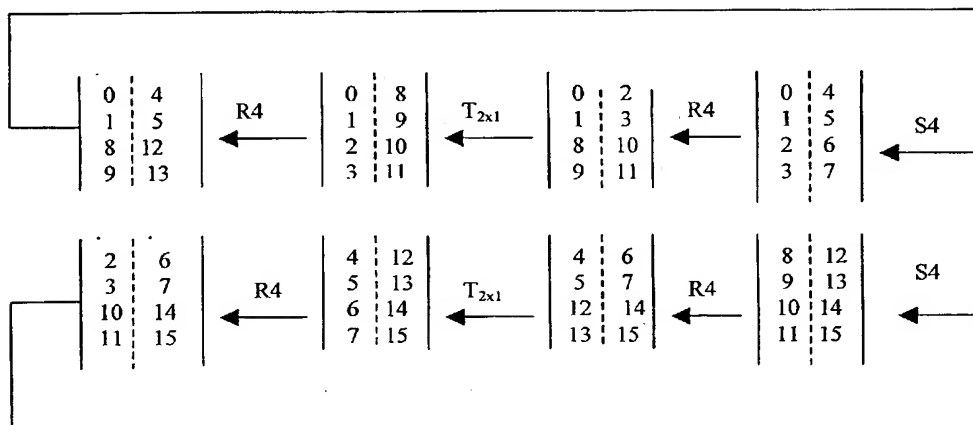 0 4 0 8 0 2 0 4
1 5 R4 1 9 T2x1 1 3 R4 1 5 S4
8 12 2 10 8 10 2 6
9 13 3 11 9 11 3 7
2 6 4 12 4 6 8 12
3 7 R4 5 13 T2x1 5 7 R4 9 13 S4
10 14 6 14 12 14 10 14
11 15 7 15 13 15 11 15